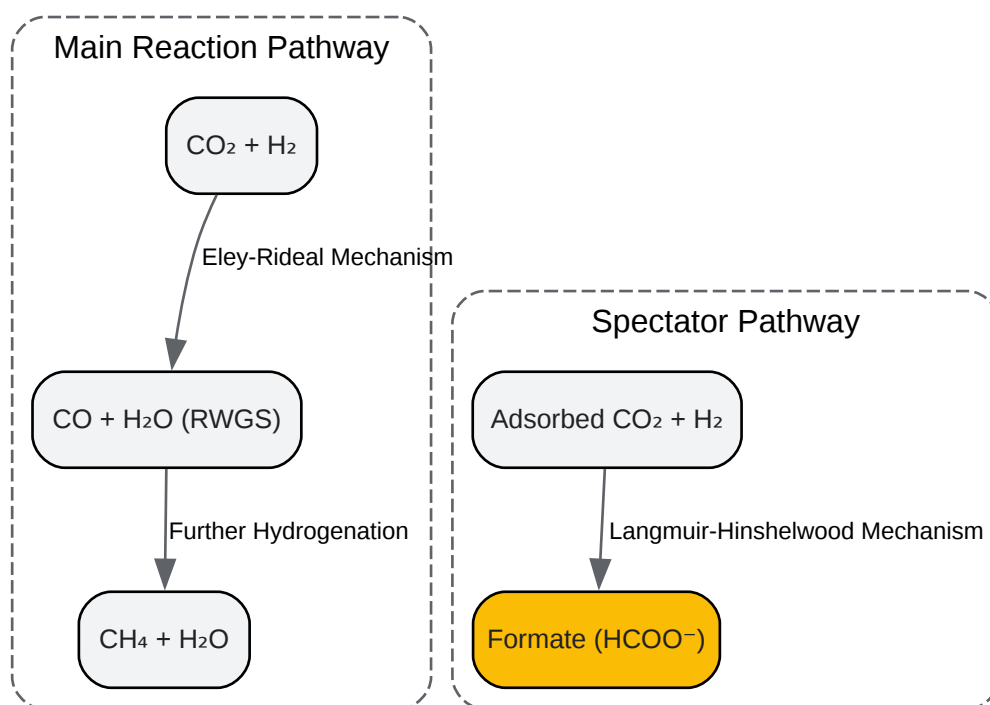 Main Reaction Pathway
CO₂ + H₂
Eley-Rideal Mechanism
CO + H₂O (RWGS)
Further Hydrogenation
CH₄ + H₂O
Spectator Pathway
Adsorbed CO₂ + H₂
Langmuir-Hinshelwood Mechanism
Formate (HCOO⁻)